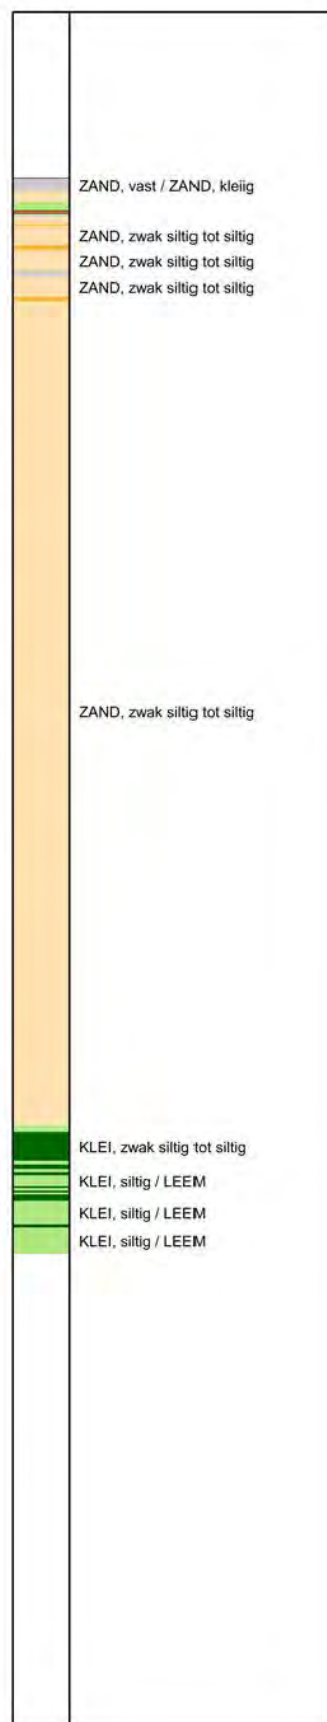 ZAND, vast / ZAND, kleiig
ZAND, zwak siltig tot siltig
ZAND, zwak siltig tot siltig
ZAND, zwak siltig tot siltig
ZAND, zwak siltig tot siltig
KLEI, zwak siltig tot siltig
KLEI, siltig / LEEM
KLEI, siltig / LEEM
KLEI, siltig / LEEM